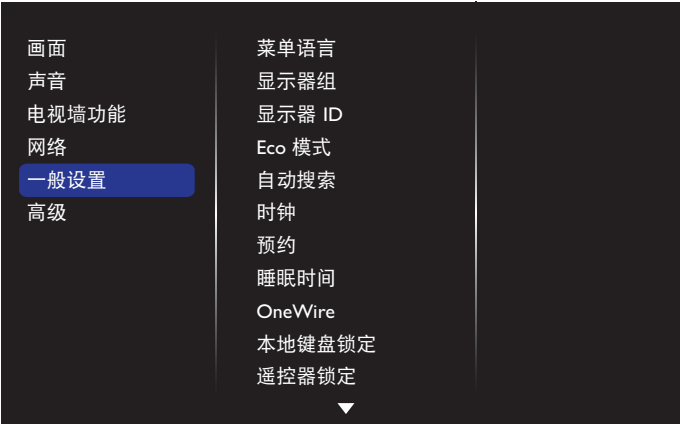 画面
声音
电视墙功能
网络
一般设置
高级
菜单语言
显示器组
显示器 ID
Eco 模式
自动搜索
时钟
预约
睡眠时间
OneWire
本地键盘锁定
遥控器锁定